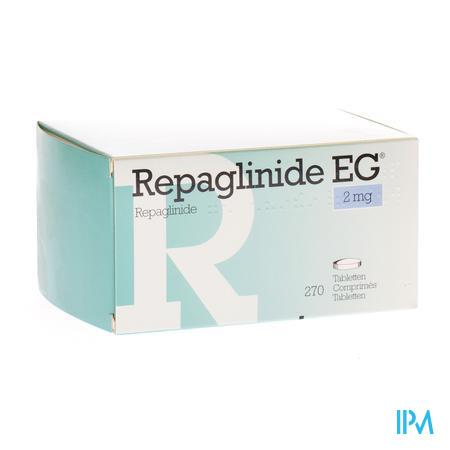 R
Repaglinide EG®
Repaglinide
2 mg
270
Tabletten
Comprimés
Tabletten
IPM